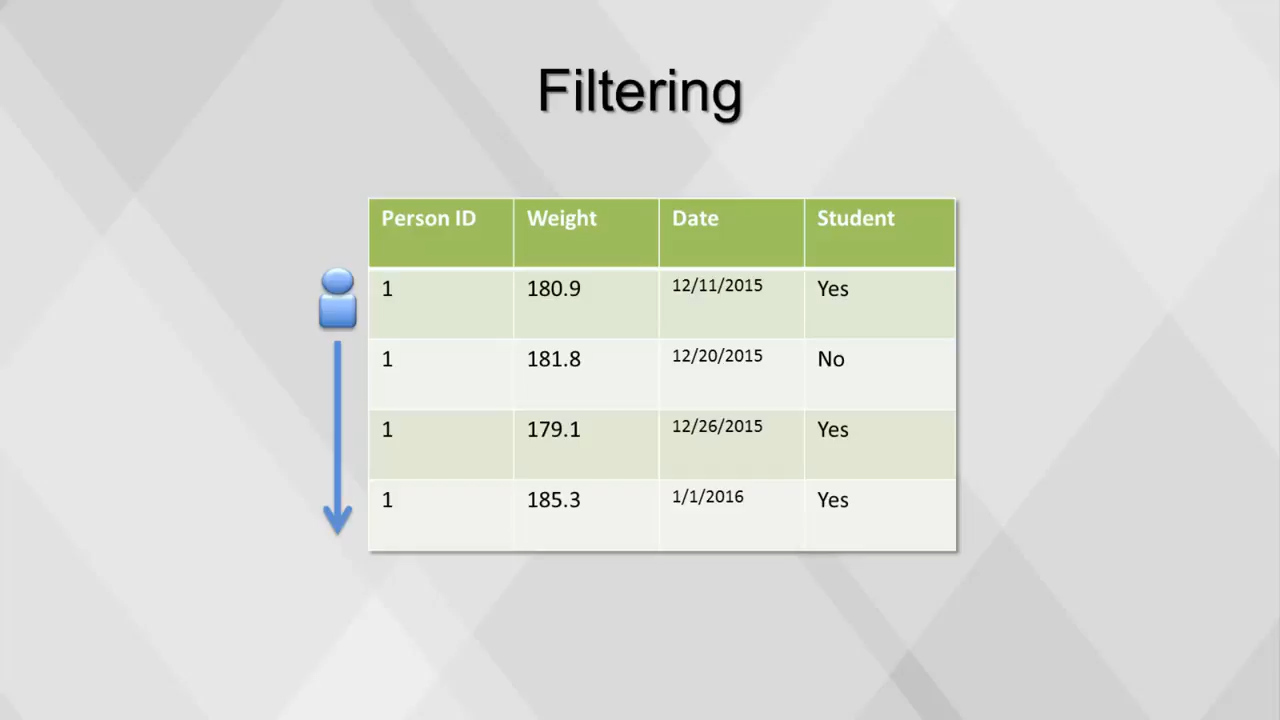 Filtering
Person ID Weight Date Student
1 180.9 12/11/2015 Yes
1 181.8 12/20/2015 No
1 179.1 12/26/2015 Yes
1 185.3 1/1/2016 Yes